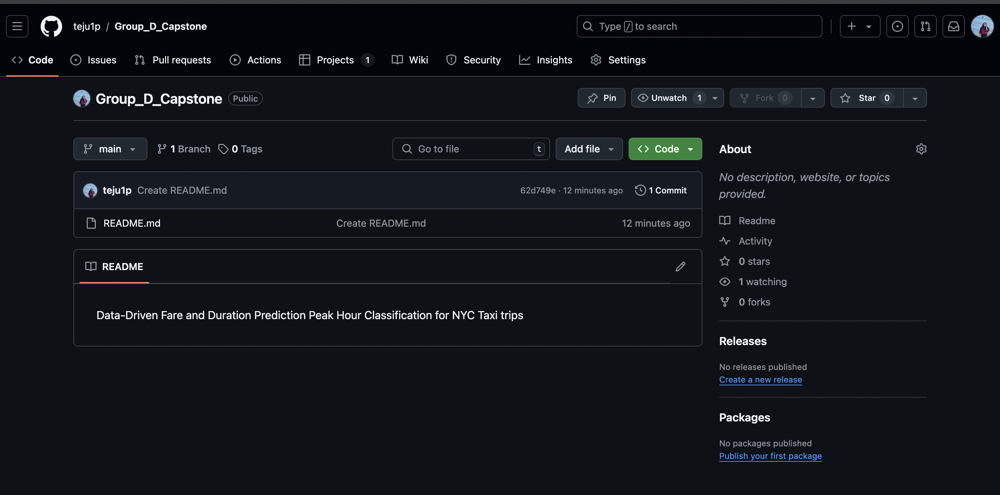 teju1p / Group_D_Capstone
Type / to search
Code Issues Pull requests Actions Projects 1 Wiki Security Insights Settings
Group_D_Capstone Public
Pin Unwatch 1 Fork 0 Star 0
main 1 Branch 0 Tags Go to file t Add file Code
teju1p Create README.md 62d749e · 12 minutes ago 1 Commit
README.md Create README.md 12 minutes ago
README
Data-Driven Fare and Duration Prediction Peak Hour Classification for NYC Taxi trips
About
No description, website, or topics
provided.
Readme
Activity
0 stars
1 watching
0 forks
Releases
No releases published
Create a new release
Packages
No packages published
Publish your first package